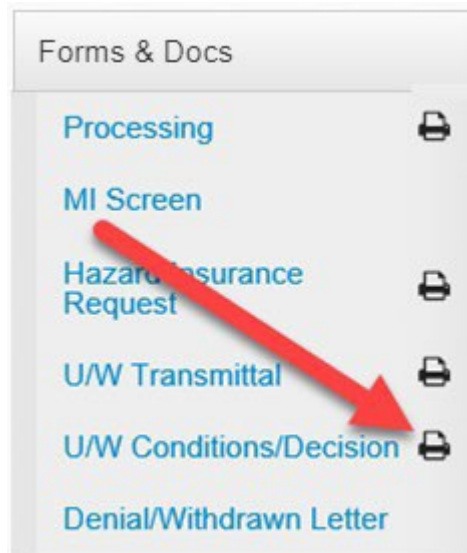 Forms & Docs
Processing
MI Screen
Hazard Insurance
Request
U/W Transmittal
U/W Conditions/Decision
Denial/Withdrawn Letter